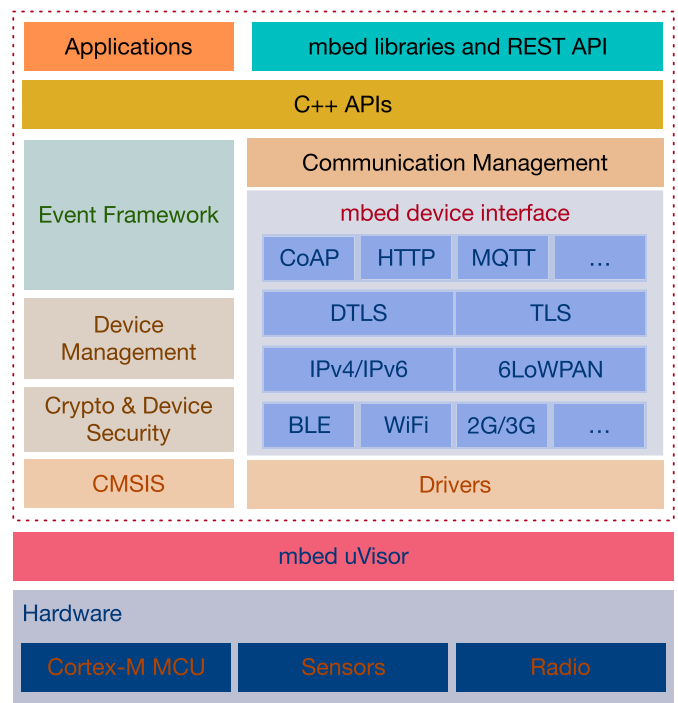 Applications
mbed libraries and REST API
C++ APIs
Event Framework
Communication Management
mbed device interface
CoAP
HTTP
MQTT
...
DTLS
TLS
Device
Management
IPv4/IPv6
6LoWPAN
Crypto & Device
Security
BLE
WiFi
2G/3G
...
CMSIS
Drivers
mbed uVisor
Hardware
Cortex-M MCU
Sensors
Radio